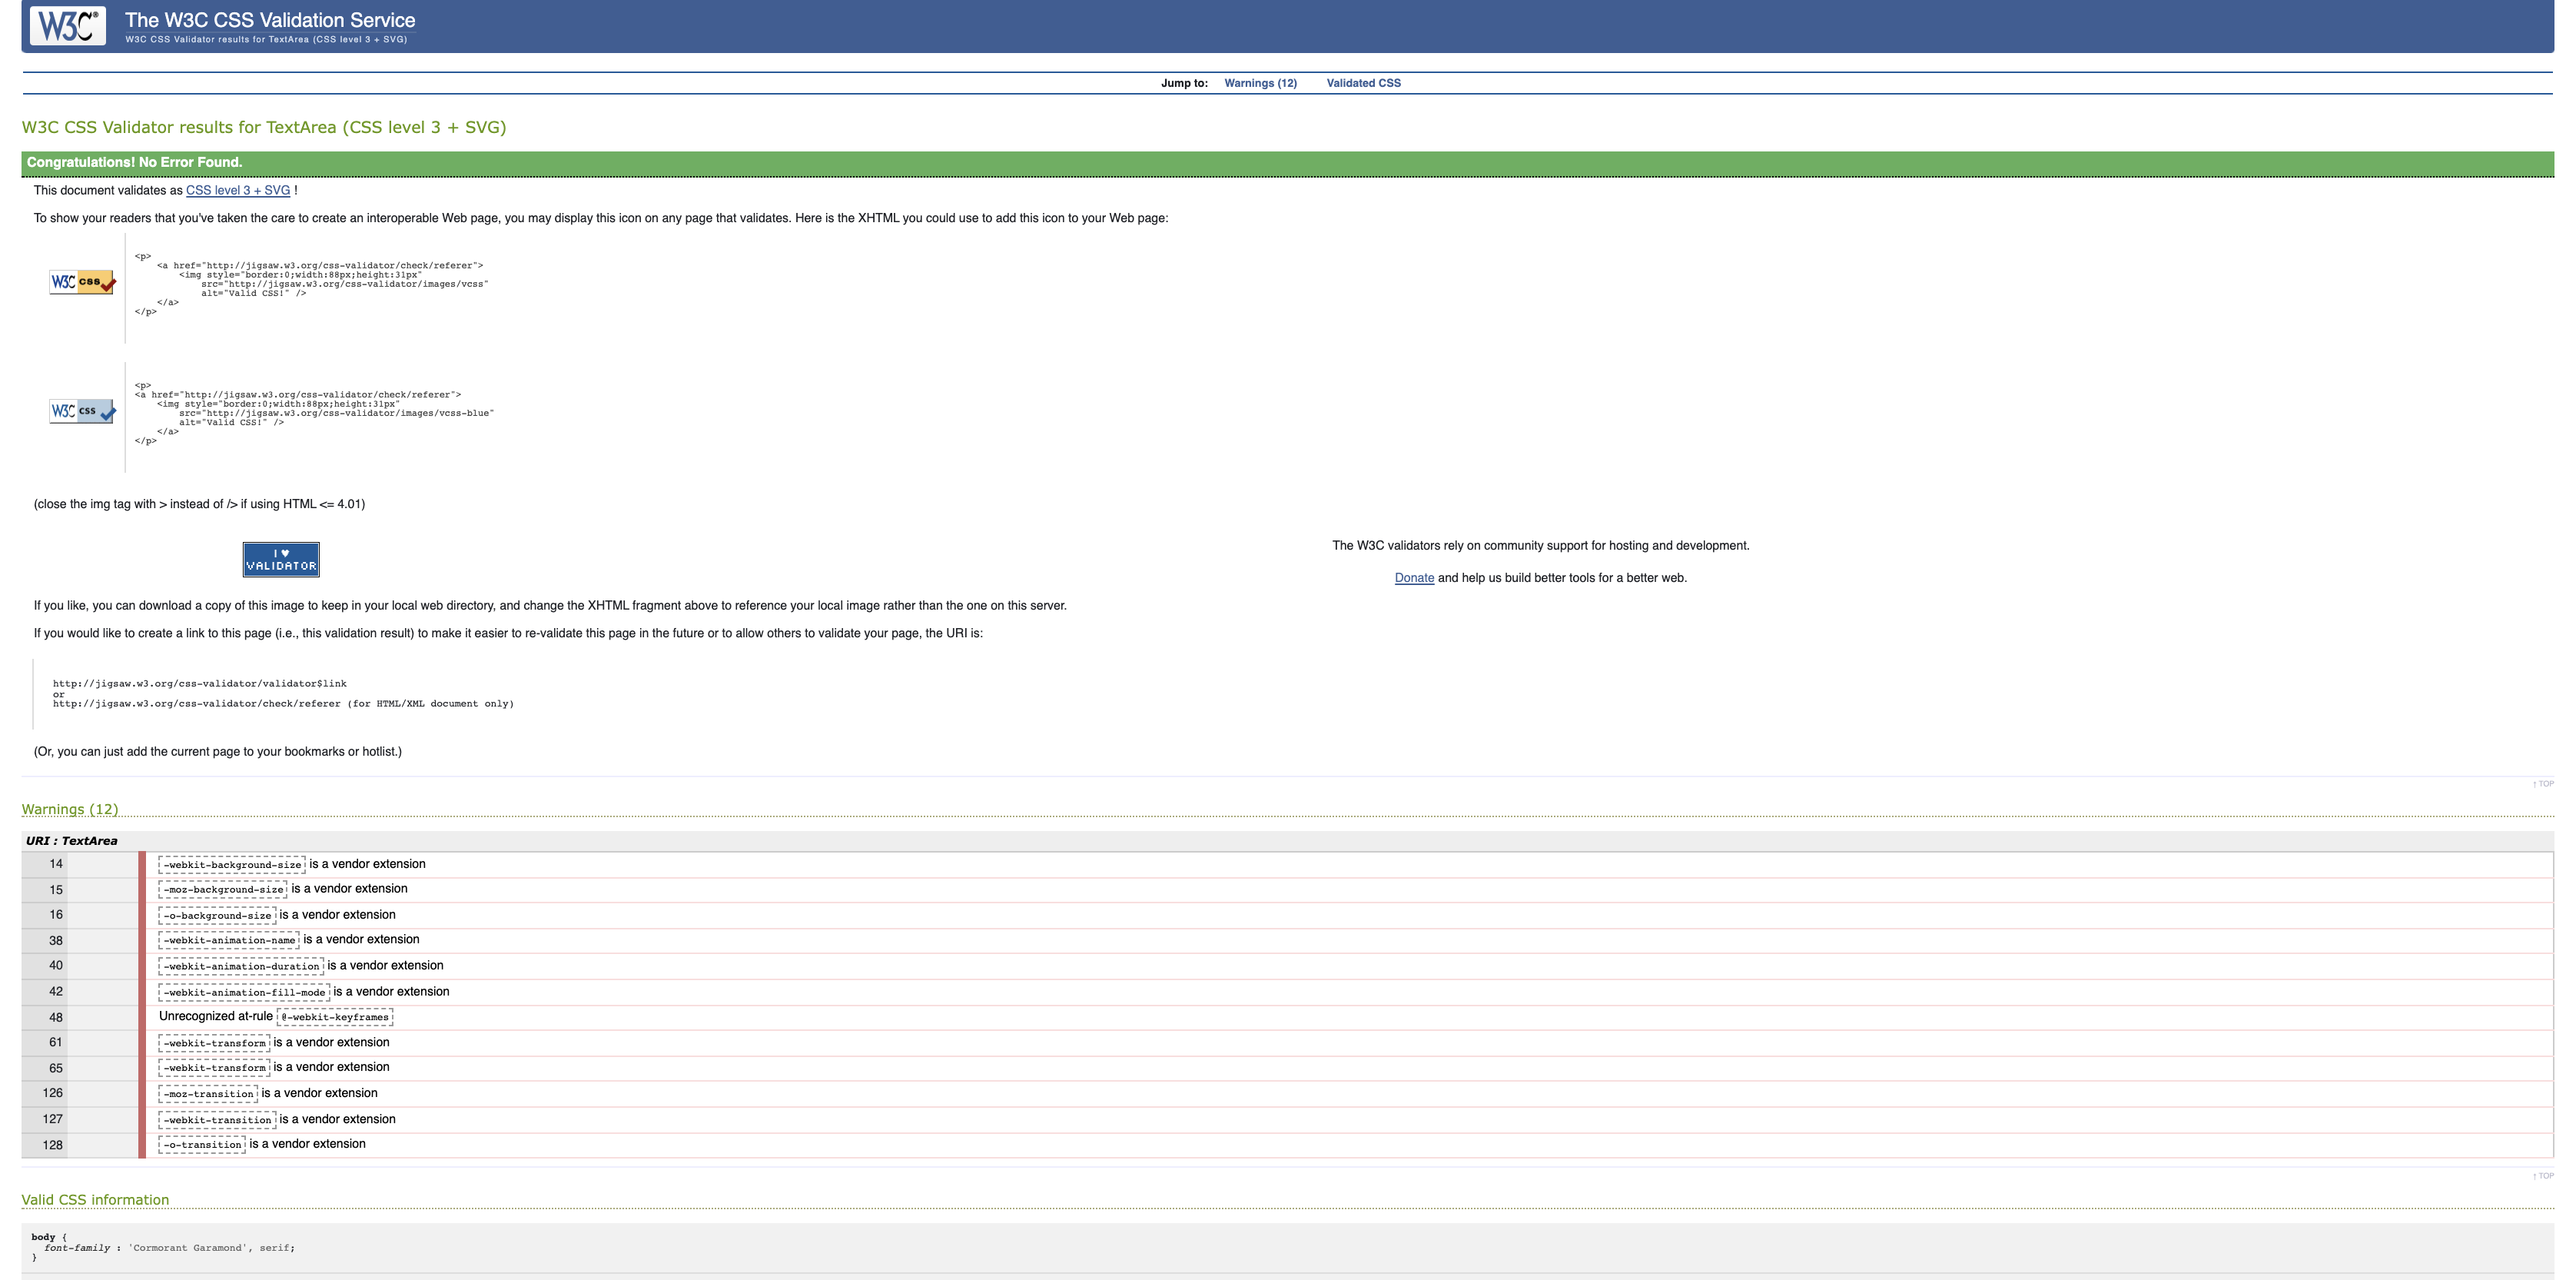 W3C®
The W3C CSS Validation Service
W3C CSS Validator results for TextArea (CSS level 3 + SVG)
Jump to: Warnings (12) Validated CSS
W3C CSS Validator results for TextArea (CSS level 3 + SVG)
Congratulations! No Error Found.
This document validates as CSS level 3 + SVG !
To show your readers that you've taken the care to create an interoperable Web page, you may display this icon on any page that validates. Here is the XHTML you could use to add this icon to your Web page:
W3C css
<p>
<a href="http://jigsaw.w3.org/css-validator/check/referer">
<img style="border:0;width:88px;height:31px"
src="http://jigsaw.w3.org/css-validator/images/vcss"
alt="Valid CSS!" />
</a>
</p>
W3C css
<p>
<a href="http://jigsaw.w3.org/css-validator/check/referer">
<img style="border:0;width:88px;height:31px"
src="http://jigsaw.w3.org/css-validator/images/vcss-blue"
alt="Valid CSS!" />
</a>
</p>
(close the img tag with > instead of /> if using HTML <= 4.01)
I ♥
VALIDATOR
The W3C validators rely on community support for hosting and development.
Donate and help us build better tools for a better web.
If you like, you can download a copy of this image to keep in your local web directory, and change the XHTML fragment above to reference your local image rather than the one on this server.
If you would like to create a link to this page (i.e., this validation result) to make it easier to re-validate this page in the future or to allow others to validate your page, the URI is:
http://jigsaw.w3.org/css-validator/validator$link
or
http://jigsaw.w3.org/css-validator/check/referer (for HTML/XML document only)
(Or, you can just add the current page to your bookmarks or hotlist.)
↑ TOP
Warnings (12)
URI : TextArea
14 -webkit-background-size is a vendor extension
15 -moz-background-size is a vendor extension
16 -o-background-size is a vendor extension
38 -webkit-animation-name is a vendor extension
40 -webkit-animation-duration is a vendor extension
42 -webkit-animation-fill-mode is a vendor extension
48 Unrecognized at-rule @-webkit-keyframes
61 -webkit-transform is a vendor extension
65 -webkit-transform is a vendor extension
126 -moz-transition is a vendor extension
127 -webkit-transition is a vendor extension
128 -o-transition is a vendor extension
↑ TOP
Valid CSS information
body {
font-family : 'Cormorant Garamond', serif;
}